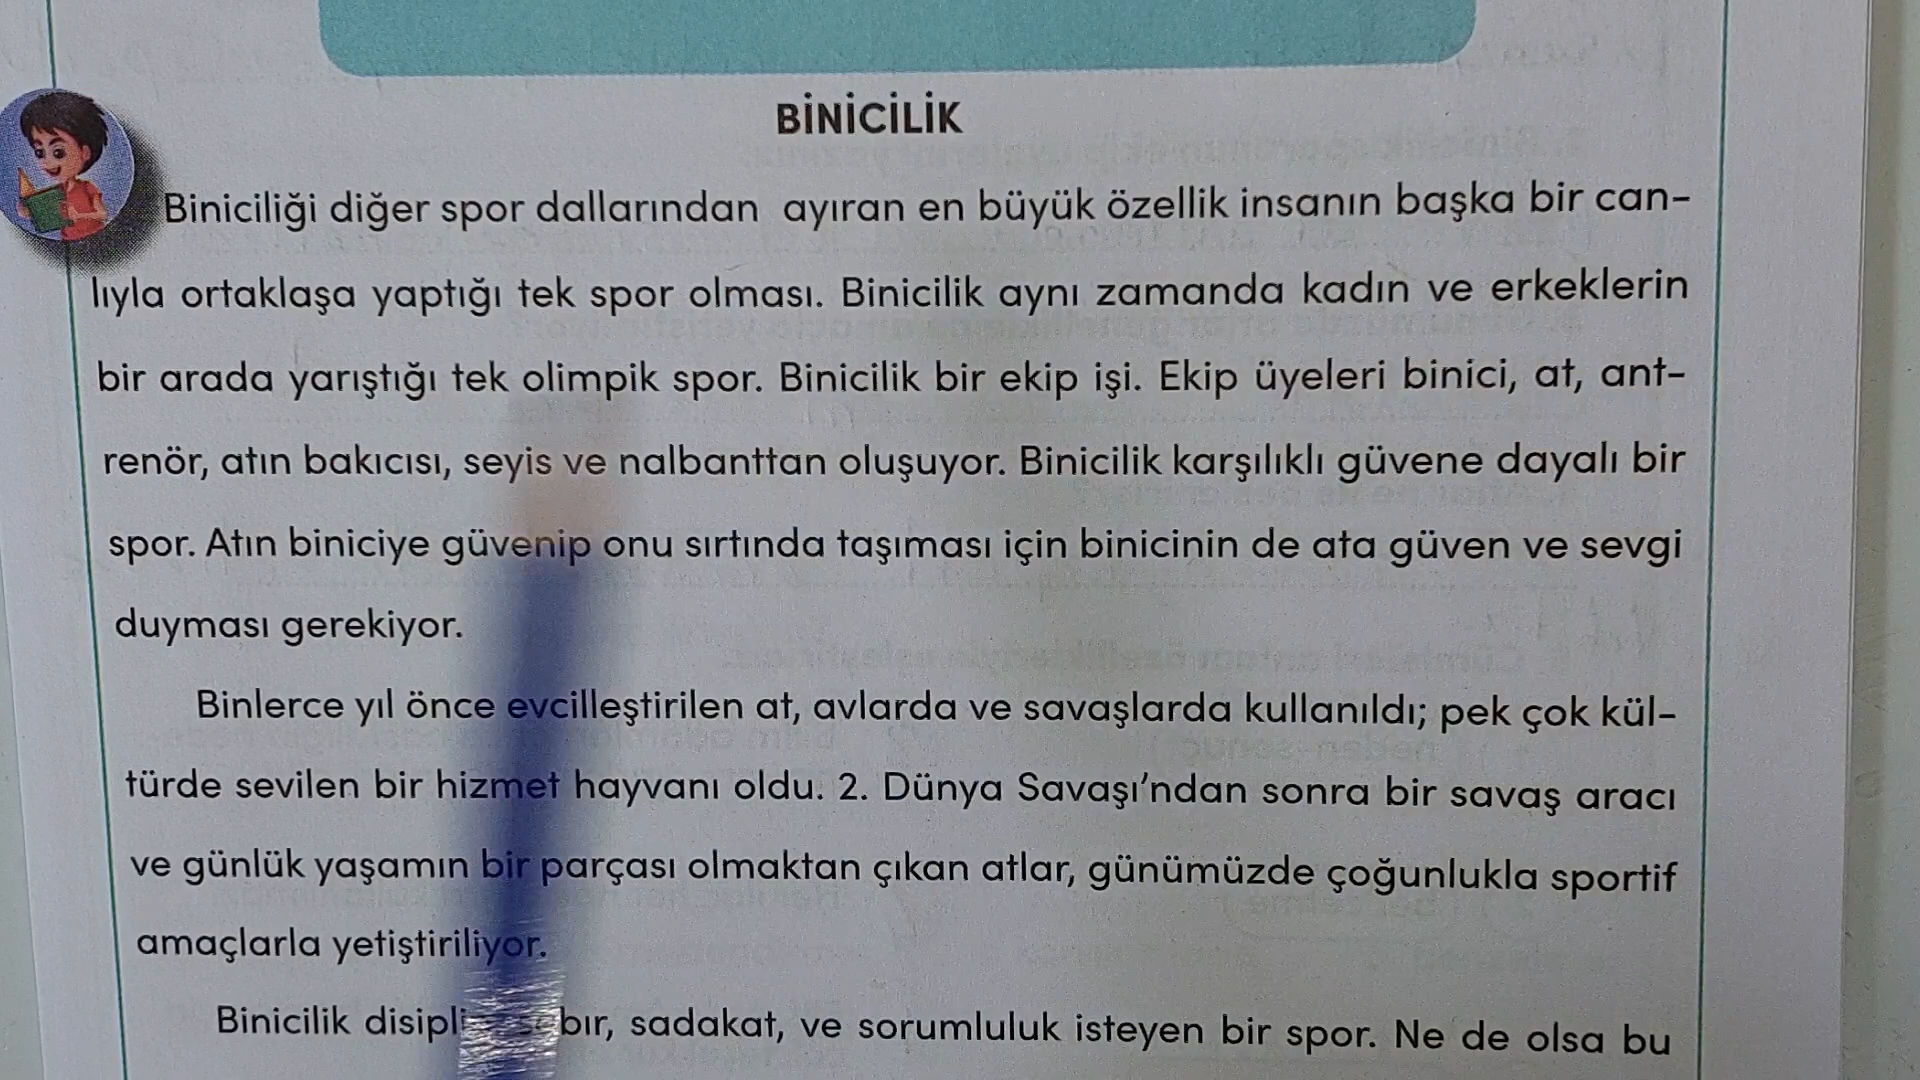 BİNİCİLİK
Biniciliği diğer spor dallarından ayıran en büyük özellik insanın başka bir can-
lıyla ortaklaşa yaptığı tek spor olması. Binicilik aynı zamanda kadın ve erkeklerin
bir arada yarıştığı tek olimpik spor. Binicilik bir ekip işi. Ekip üyeleri binici, at, ant-
renör, atın bakıcısı, seyis ve nalbanttan oluşuyor. Binicilik karşılıklı güvene dayalı bir
spor. Atın biniciye güvenip onu sırtında taşıması için binicinin de ata güven ve sevgi
duyması gerekiyor.
Binlerce yıl önce evcilleştirilen at, avlarda ve savaşlarda kullanıldı; pek çok kül-
türde sevilen bir hizmet hayvanı oldu. 2. Dünya Savaşı'ndan sonra bir savaş aracı
ve günlük yaşamın bir parçası olmaktan çıkan atlar, günümüzde çoğunlukla sportif
amaçlarla yetiştiriliyor.
Binicilik sadakat, ve sorumluluk isteyen bir spor. Ne de olsa bu